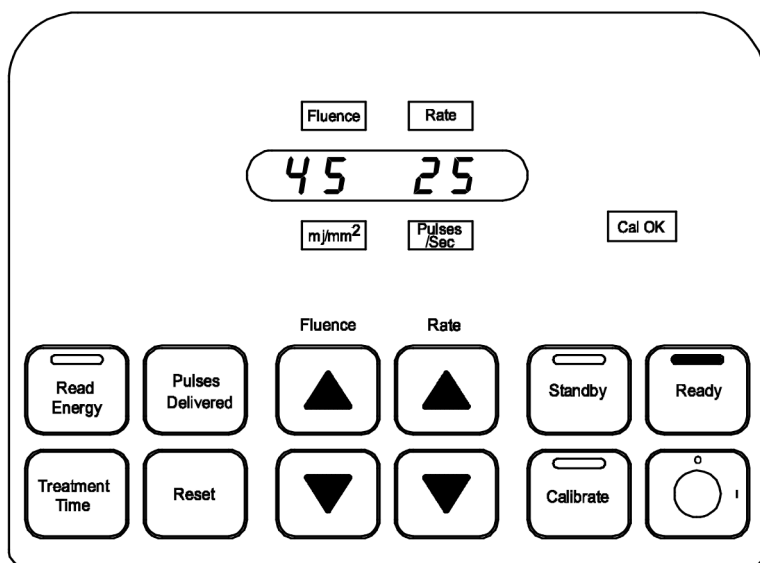 Fluence Rate
45 25
mj/mm²
Pulses
/Sec
Cal OK
Fluence Rate
Read
Energy
Pulses
Delivered
Standby
Ready
Treatment
Time
Reset
Calibrate
O
I